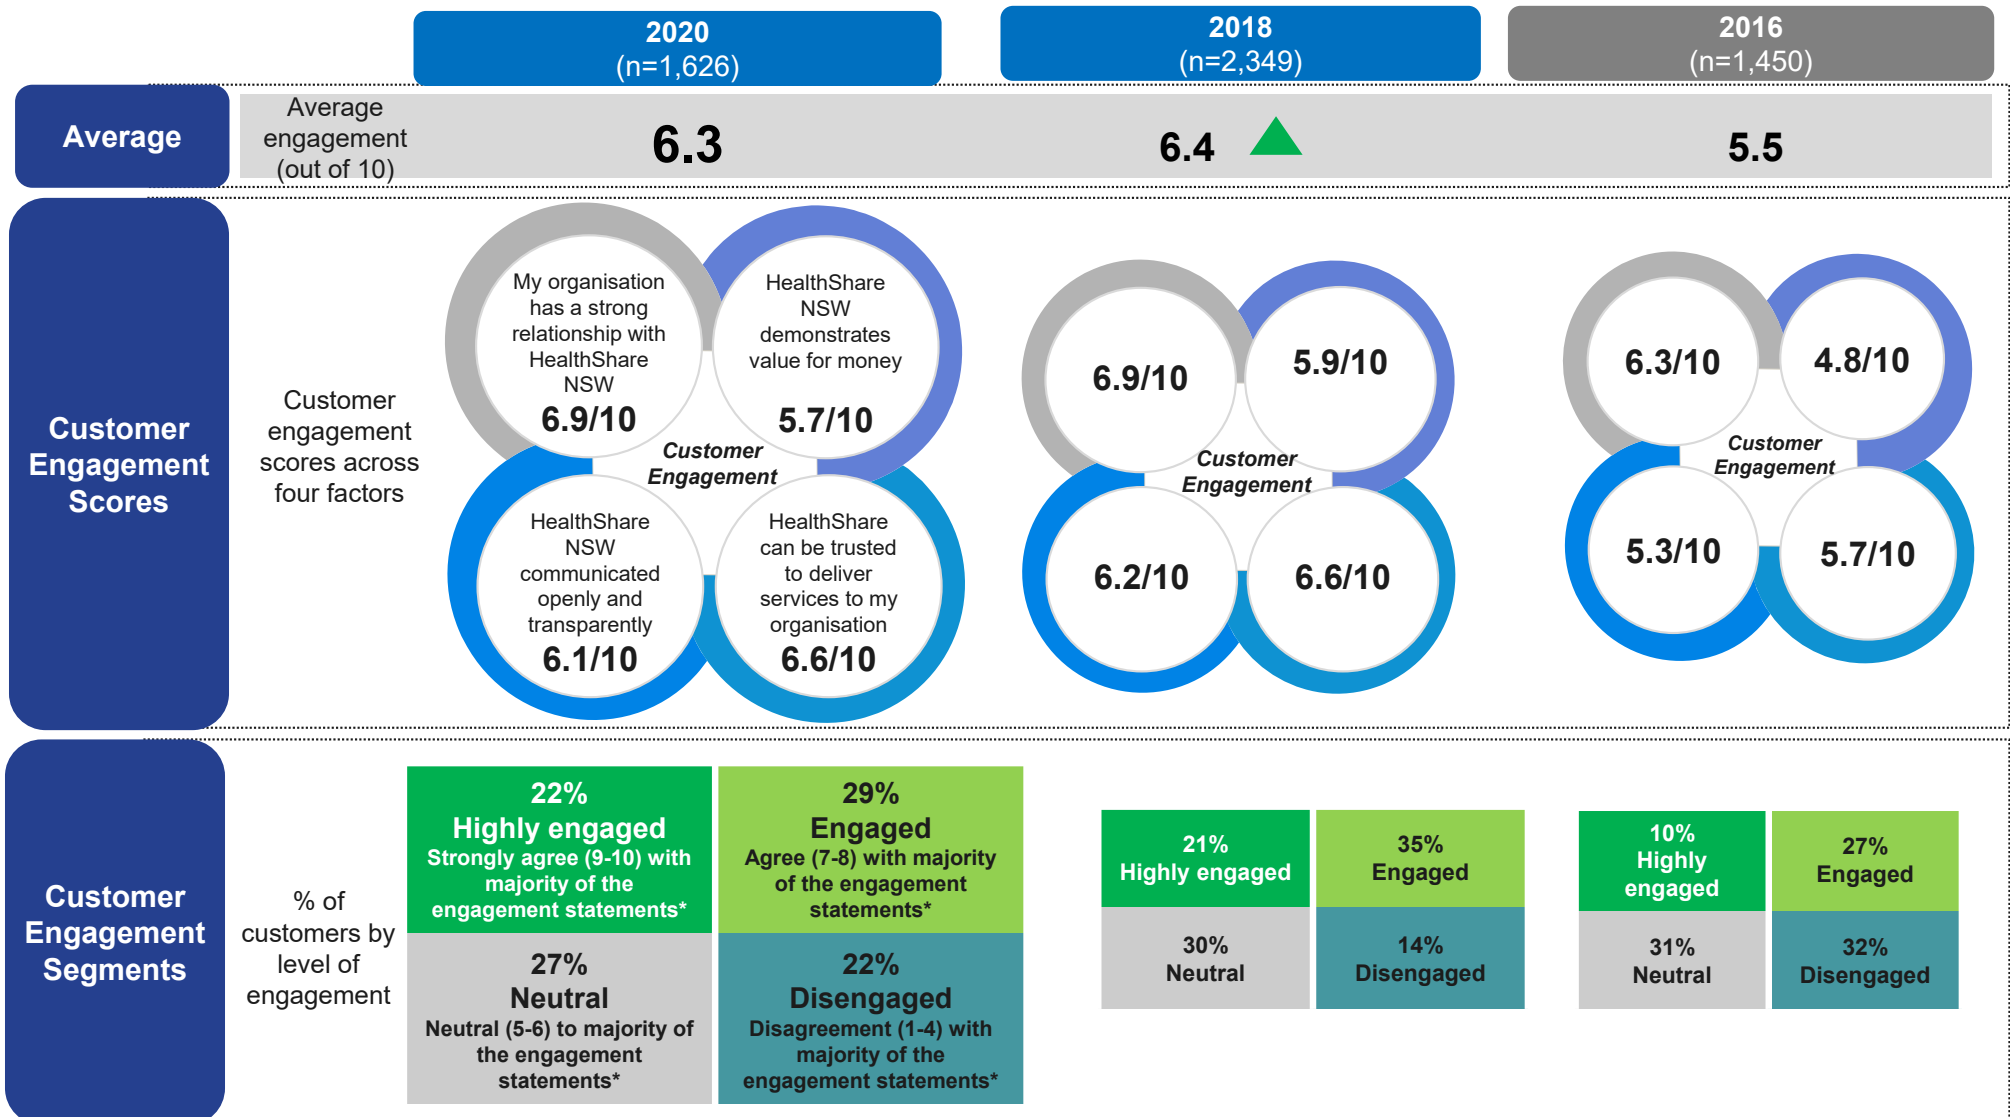 2020
(n=1,626)
2018
(n=2,349)
2016
(n=1,450)
Average
Average
engagement
(out of 10)
6.3
6.4
5.5
Customer
Engagement
Scores
Customer
engagement
scores across
four factors
My organisation
has a strong
relationship with
HealthShare
NSW
6.9/10
HealthShare
NSW
demonstrates
value for money
5.7/10
Customer
Engagement
HealthShare
NSW
communicated
openly and
transparently
6.1/10
HealthShare
can be trusted
to deliver
services to my
organisation
6.6/10
6.9/10
5.9/10
Customer
Engagement
6.2/10
6.6/10
6.3/10
4.8/10
Customer
Engagement
5.3/10
5.7/10
Customer
Engagement
Segments
% of
customers by
level of
engagement
22%
Highly engaged
Strongly agree (9-10) with
majority of the
engagement statements*
29%
Engaged
Agree (7-8) with majority
of the engagement
statements*
27%
Neutral
Neutral (5-6) to majority of
the engagement
statements*
22%
Disengaged
Disagreement (1-4) with
majority of the
engagement statements*
21%
Highly engaged
35%
Engaged
30%
Neutral
14%
Disengaged
10%
Highly
engaged
27%
Engaged
31%
Neutral
32%
Disengaged